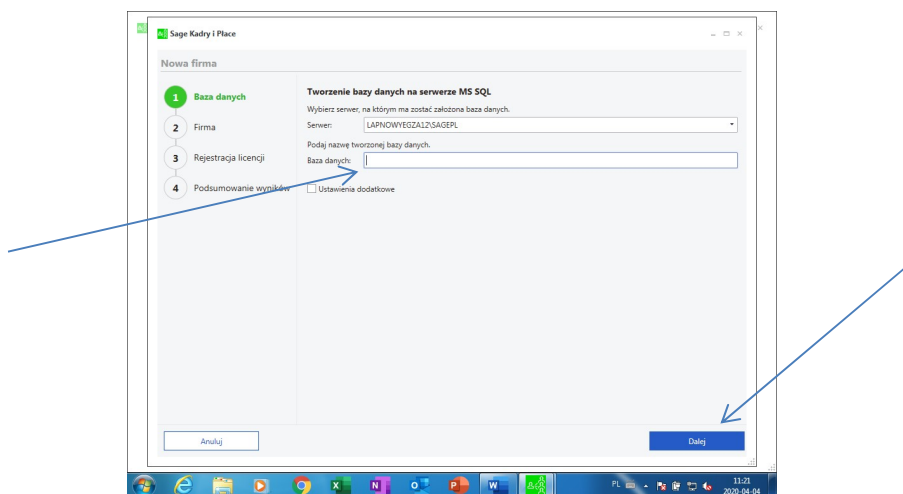 Sage Kadry i Płace
Nowa firma
1 Baza danych
2 Firma
3 Rejestracja licencji
4 Podsumowanie wyników
Tworzenie bazy danych na serwerze MS SQL
Wybierz serwer, na którym ma zostać założona baza danych.
Serwer: LAPNOWYEGZA12\SAGEPL
Podaj nazwę tworzonej bazy danych.
Baza danych:
Ustawienia dodatkowe
Anuluj
Dalej
PL
11:21
2020-04-04